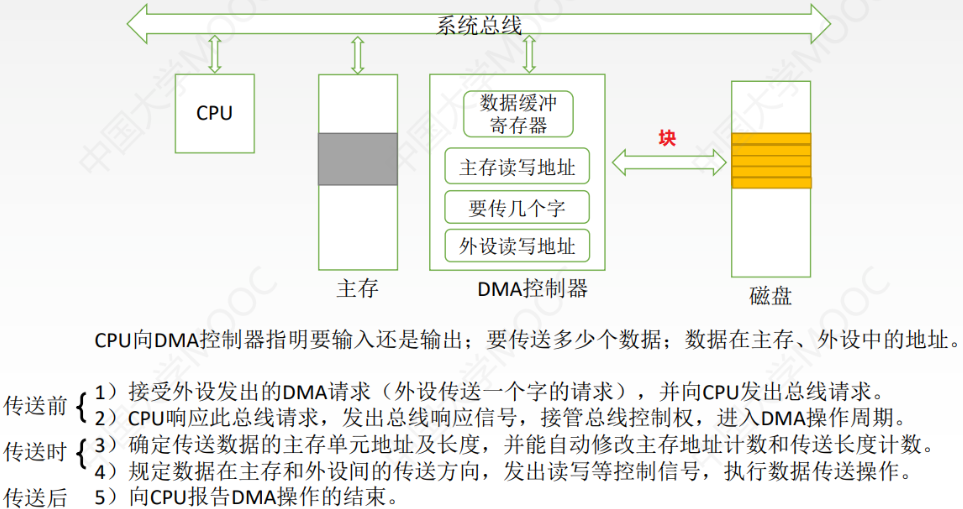 系统总线
CPU
数据缓冲
寄存器
主存读写地址
要传几个字
外设读写地址
块
主存
DMA控制器
磁盘
CPU向DMA控制器指明要输入还是输出；要传送多少个数据；数据在主存、外设中的地址。
传送前
1）接受外设发出的DMA请求（外设传送一个字的请求），并向CPU发出总线请求。
2）CPU响应此总线请求，发出总线响应信号，接管总线控制权，进入DMA操作周期。
传送时
3）确定传送数据的主存单元地址及长度，并能自动修改主存地址计数和传送长度计数。
4）规定数据在主存和外设间的传送方向，发出读写等控制信号，执行数据传送操作。
传送后 5）向CPU报告DMA操作的结束。
中国大学MOOC